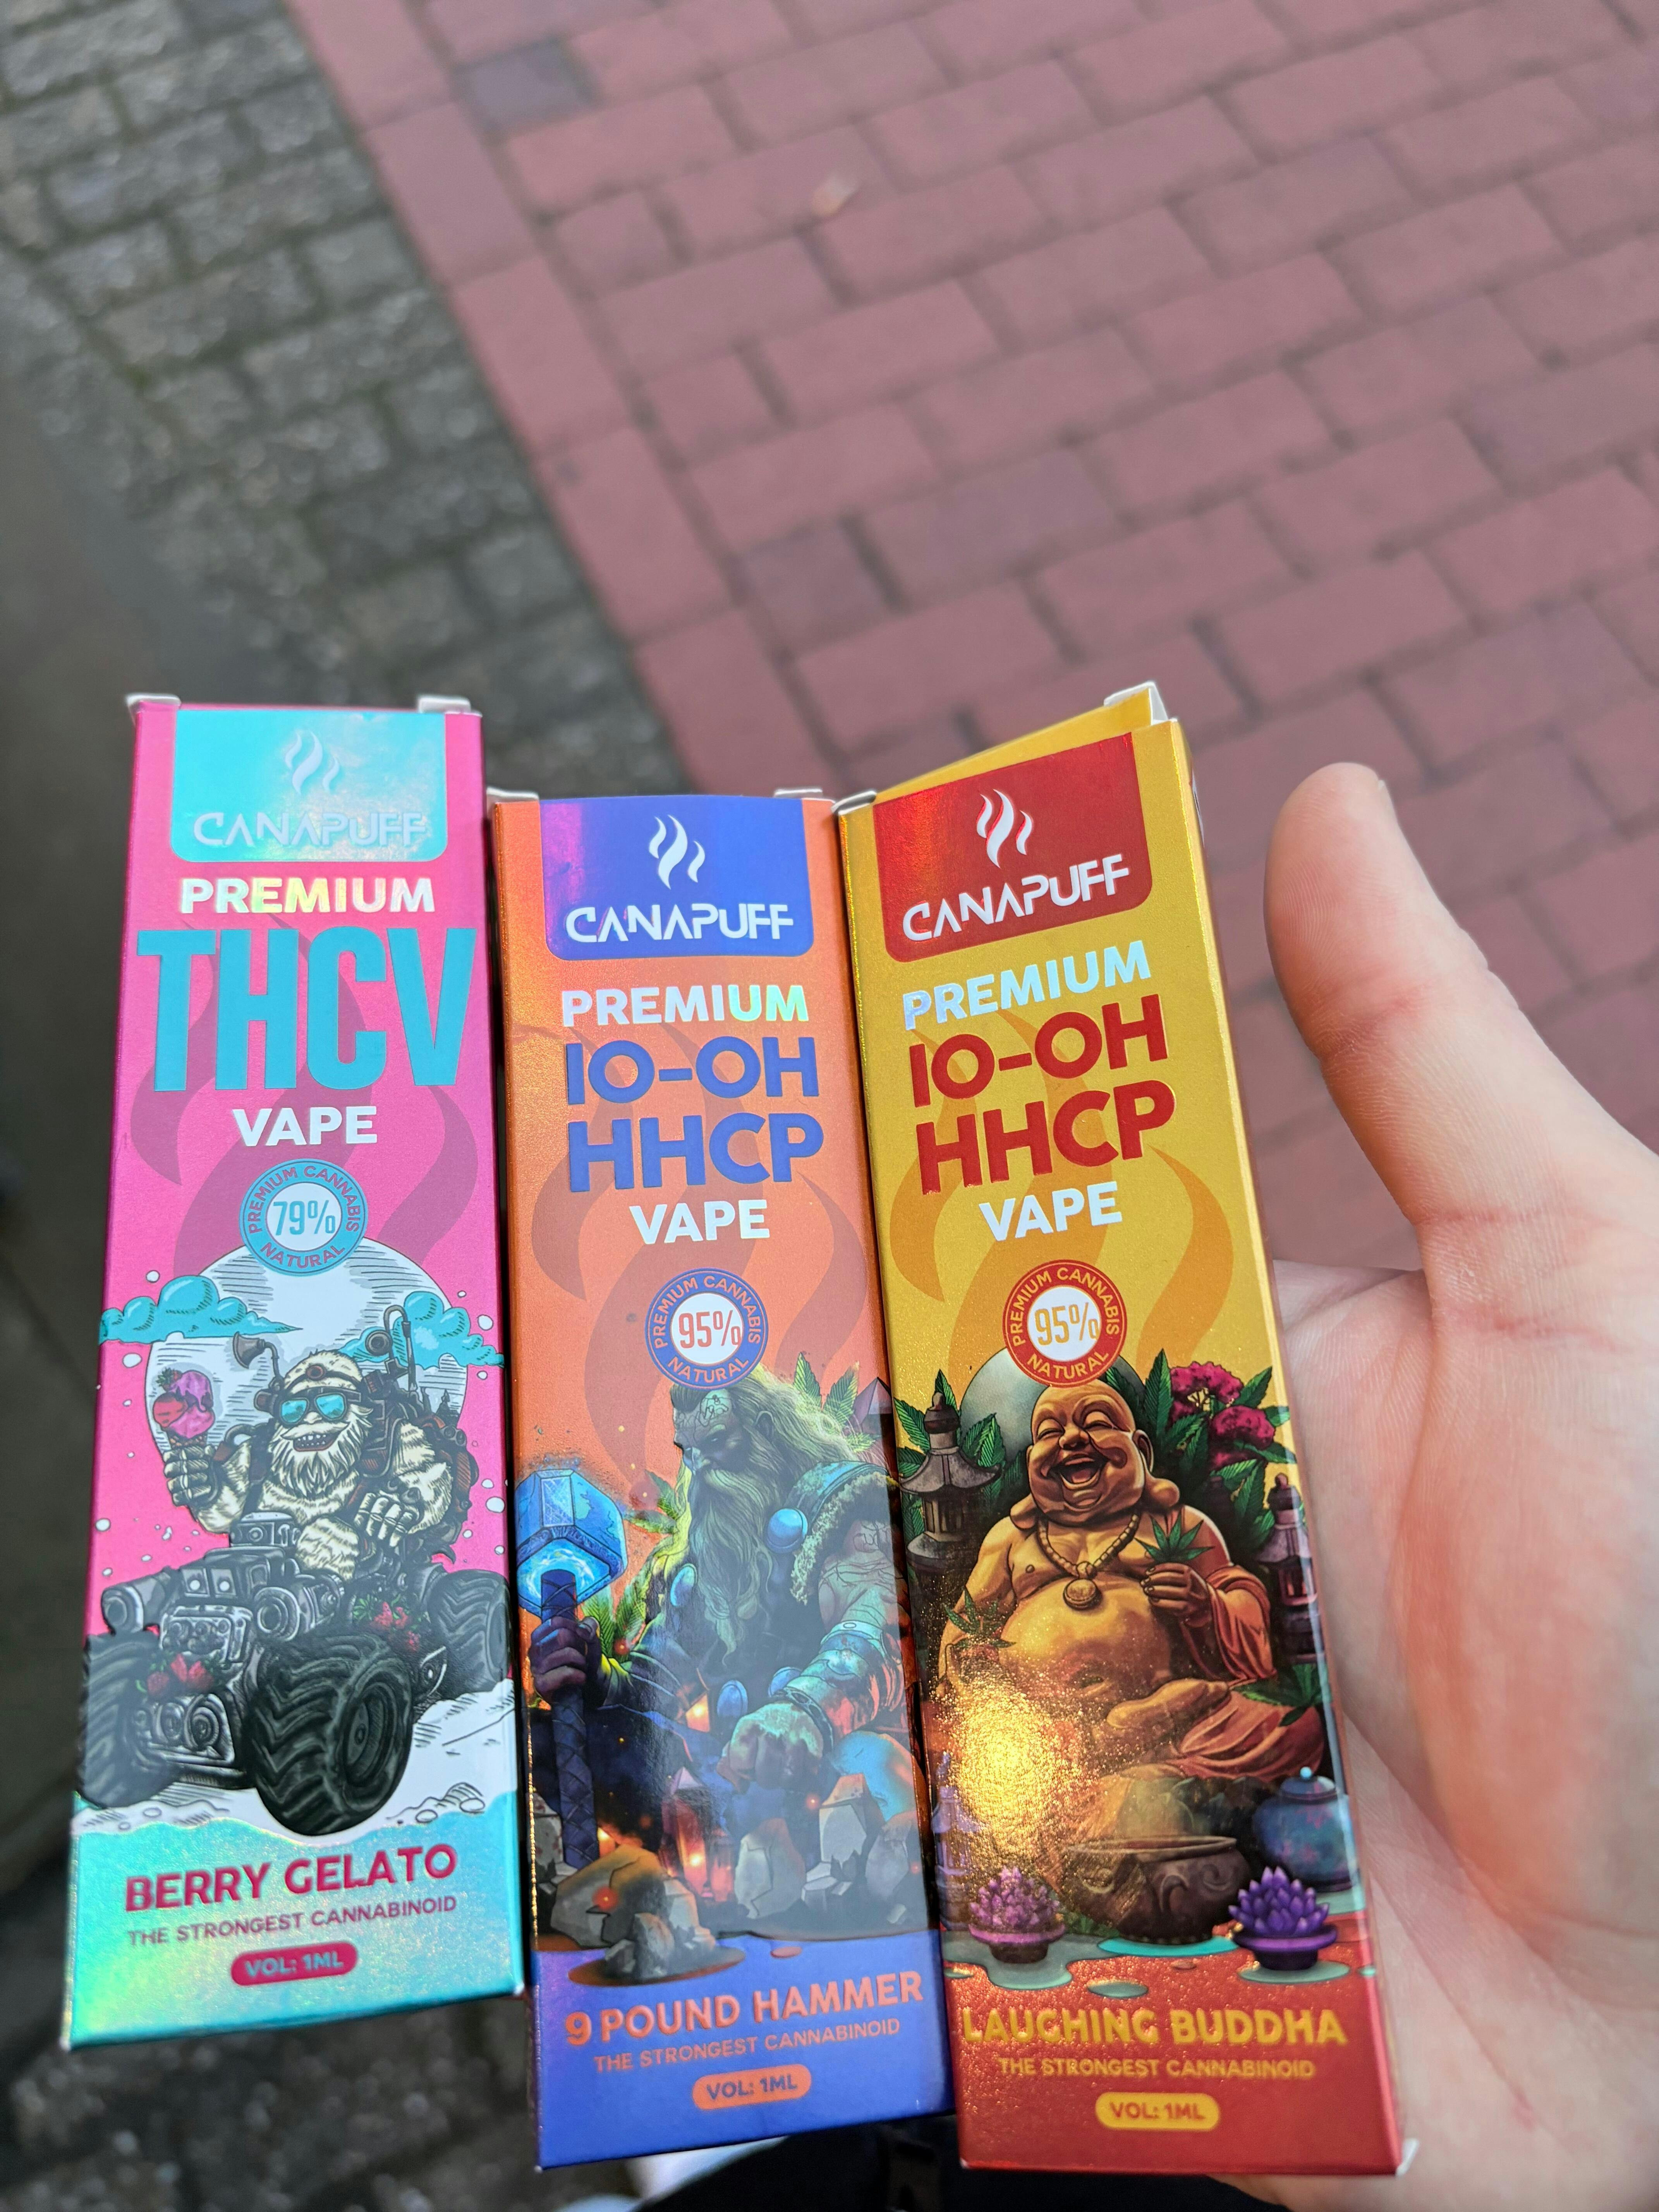 CANAPUFF
PREMIUM
THCV
VAPE
PREMIUM CANNABIS
79%
NATURAL
BERRY GELATO
THE STRONGEST CANNABINOID
VOL: 1ML
CANAPUFF
PREMIUM
10-OH
HHCP
VAPE
PREMIUM CANNABIS
95%
NATURAL
9 POUND HAMMER
THE STRONGEST CANNABINOID
VOL: 1ML
CANAPUFF
PREMIUM
10-OH
HHCP
VAPE
PREMIUM CANNABIS
95%
NATURAL
LAUGHING BUDDHA
THE STRONGEST CANNABINOID
VOL: 1ML